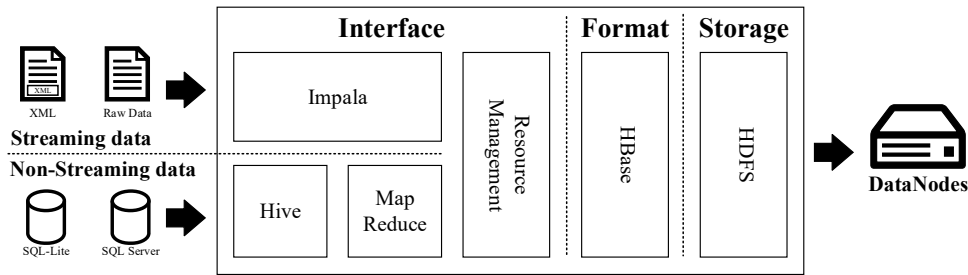 Interface
Format
Storage
XML
XML
Raw Data
Streaming data
Impala
Resource
Management
HBase
HDFS
DataNodes
Non-Streaming data
SQL-Lite
SQL Server
Hive
Map
Reduce